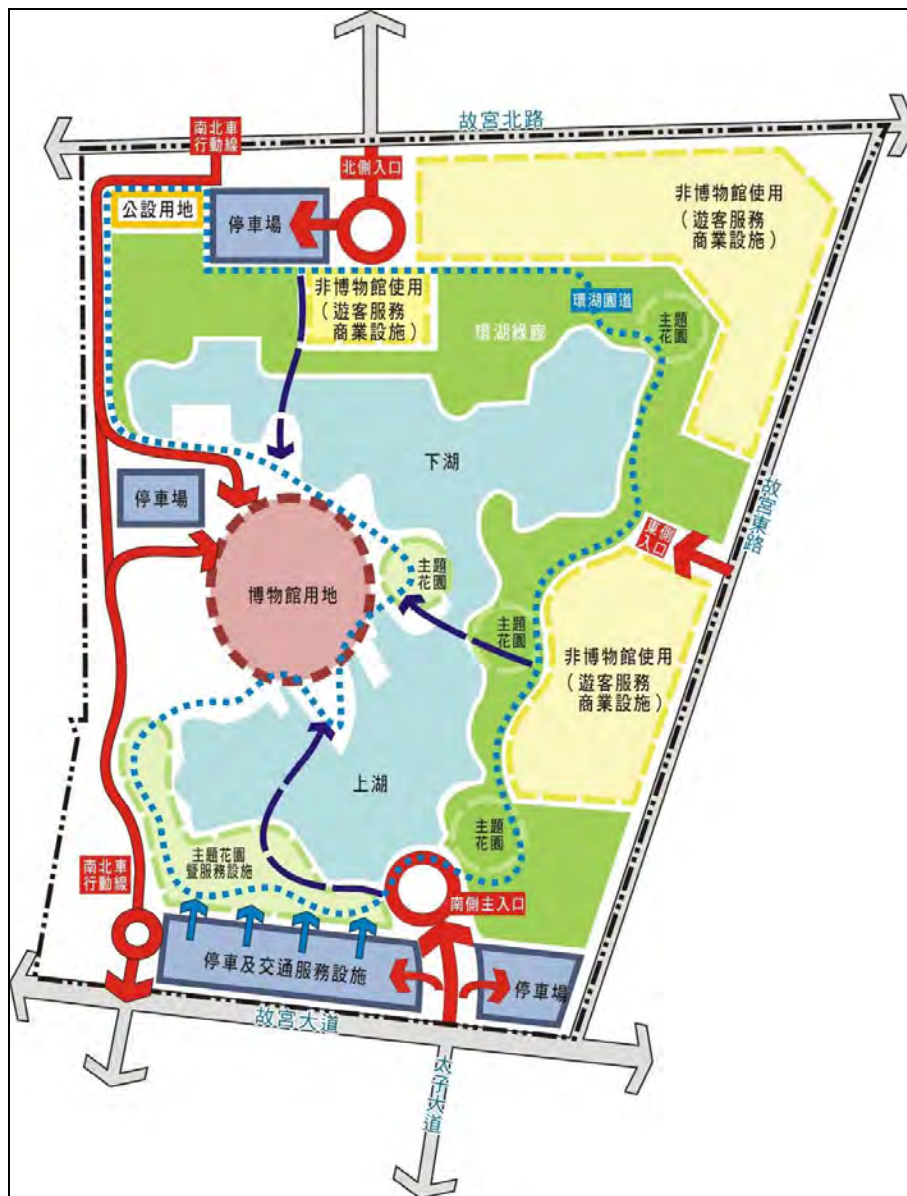 故宮北路
南北車
行動線
北側入口
公設用地
停車場
非博物館使用
（遊客服務
商業設施）
非博物館使用
（遊客服務
商業設施）
環湖園道
主題
花園
環湖綠廊
下湖
停車場
故宮東路
東側
入口
主題
花園
博物館用地
主題
花園
非博物館使用
（遊客服務
商業設施）
上湖
主題
花園
主題花園
暨服務設施
南北車
行動線
南側主入口
停車及交通服務設施
停車場
故宮大道
太子大道